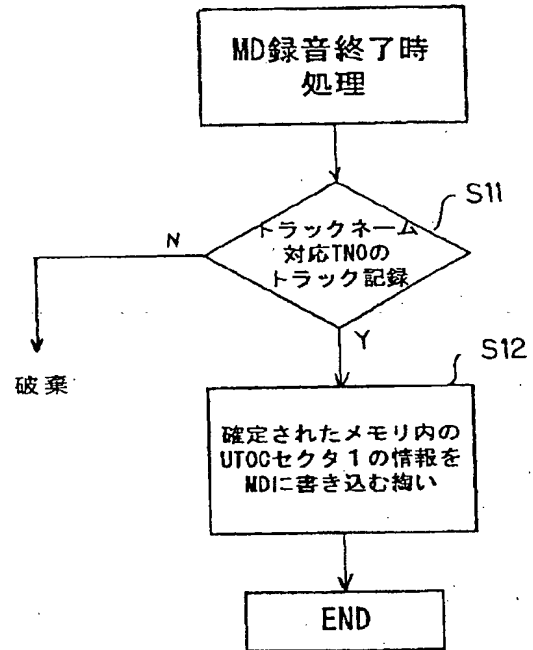 MD録音終了時
処理
S11
トラックネーム
対応TNOの
トラック記録
N
Y
破棄
S12
確定されたメモリ内の
UTOCセクタ1の情報を
MDに書き込む掬い
END